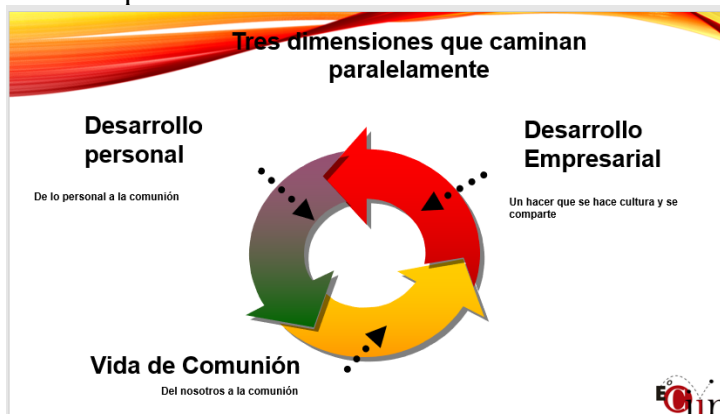 Tres dimensiones que caminan
paralelamente
Desarrollo
personal
De lo personal a la comunión
Desarrollo
Empresarial
Un hacer que se hace cultura y se
comparte
Vida de Comunión
Del nosotros a la comunión